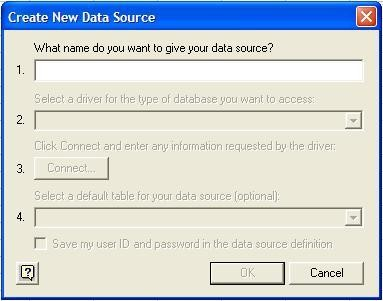 Create New Data Source
What name do you want to give your data source?
1.
Select a driver for the type of database you want to access:
2.
Click Connect and enter any information requested by the driver:
3. Connect...
Select a default table for your data source (optional):
4.
Save my user ID and password in the data source definition
? OK Cancel